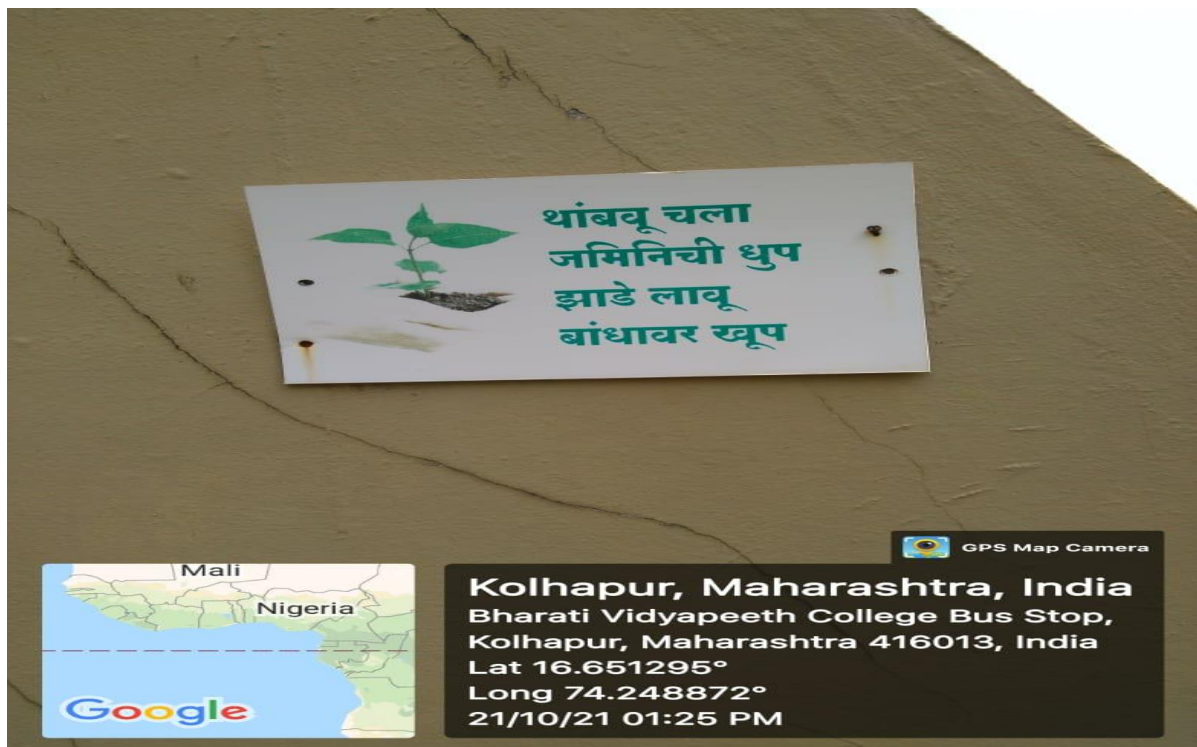 थांबवू चला
जमिनिची धुप
झाडे लावू
बांधावर खूप
GPS Map Camera
Mali
Nigeria
Google
Kolhapur, Maharashtra, India
Bharati Vidyapeeth College Bus Stop,
Kolhapur, Maharashtra 416013, India
Lat 16.651295°
Long 74.248872°
21/10/21 01:25 PM